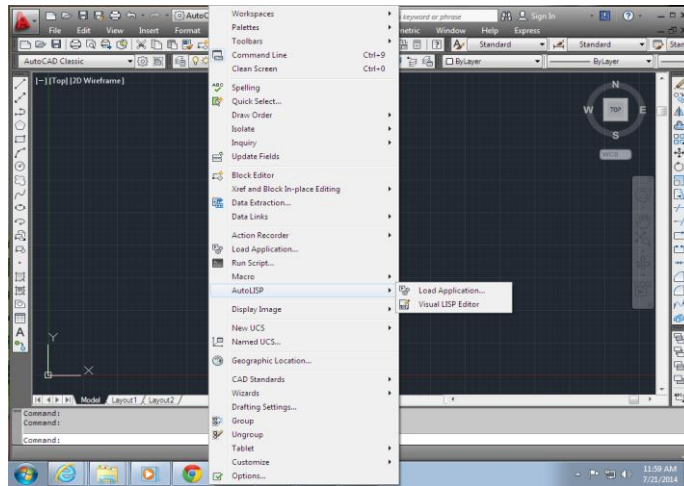 AutoC
keyword or phrase
Sign In
File Edit View Insert Format
metric Window Help Express
Standard
Standard
Stan
AutoCAD Classic
ByLayer
ByLayer
[−][Top][2D Wireframe]
N
W TOP E
S
WCS
Workspaces
Palettes
Toolbars
Command Line Ctrl+9
Clean Screen Ctrl+0
Spelling
Quick Select...
Draw Order
Isolate
Inquiry
Update Fields
Block Editor
Xref and Block In-place Editing
Data Extraction...
Data Links
Action Recorder
Load Application...
Run Script...
Macro
AutoLISP
Load Application...
Visual LISP Editor
Display Image
New UCS
Named UCS...
Geographic Location...
CAD Standards
Wizards
Drafting Settings...
Group
Ungroup
Tablet
Customize
Options...
Y
X
Model Layout1 Layout2
Command:
Command:
Command:
11:59 AM
7/21/2014